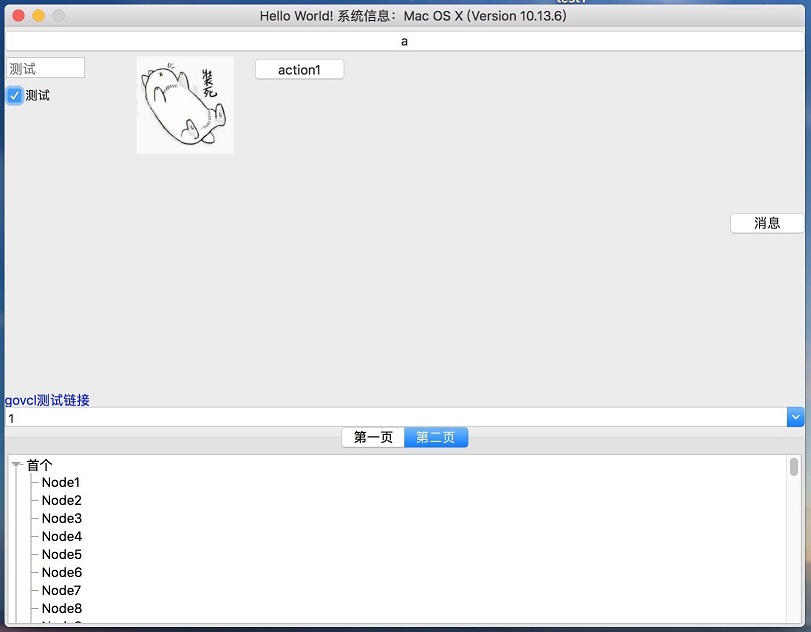 Hello World! 系统信息：Mac OS X (Version 10.13.6)
a
测试
测试
装死
action1
消息
govcl测试链接
1
第一页
第二页
首个
Node1
Node2
Node3
Node4
Node5
Node6
Node7
Node8